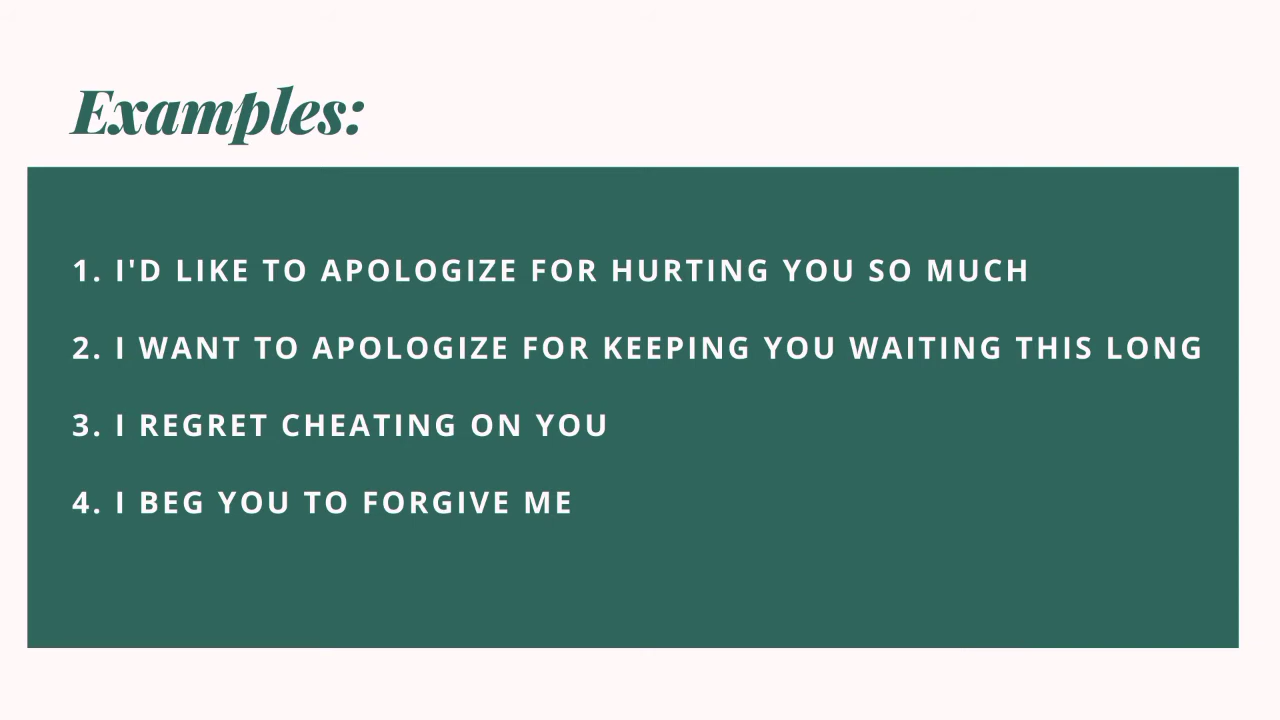 Examples:
1. I'D LIKE TO APOLOGIZE FOR HURTING YOU SO MUCH
2. I WANT TO APOLOGIZE FOR KEEPING YOU WAITING THIS LONG
3. I REGRET CHEATING ON YOU
4. I BEG YOU TO FORGIVE ME